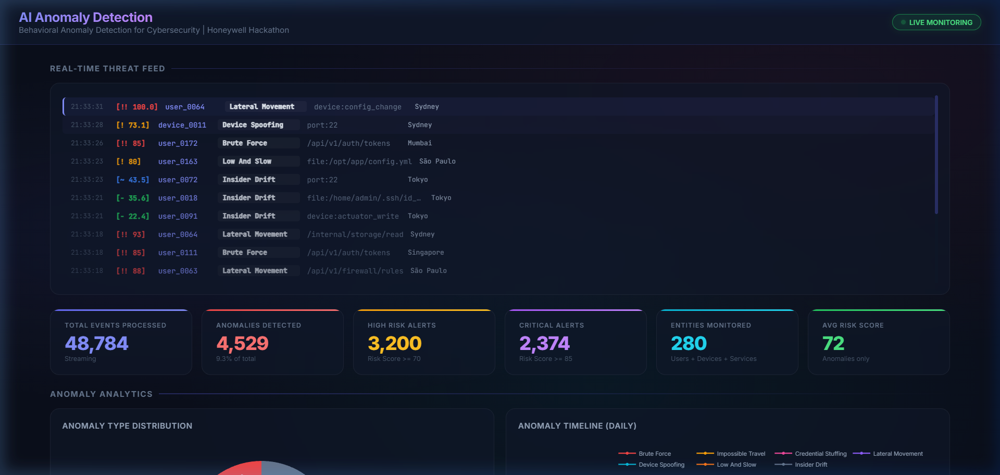 AI Anomaly Detection
Behavioral Anomaly Detection for Cybersecurity | Honeywell Hackathon
LIVE MONITORING
REAL-TIME THREAT FEED
21:33:31 [!! 100.0] user_0064 Lateral Movement device:config_change Sydney
21:33:28 [! 73.1] device_0011 Device Spoofing port:22 Sydney
21:33:26 [!! 85] user_0172 Brute Force /api/v1/auth/tokens Mumbai
21:33:23 [! 80] user_0163 Low And Slow file:/opt/app/config.yml São Paulo
21:33:23 [~ 43.5] user_0072 Insider Drift port:22 Tokyo
21:33:21 [- 35.6] user_0018 Insider Drift file:/home/admin/.ssh/id_… Tokyo
21:33:21 [- 22.4] user_0091 Insider Drift device:actuator_write Tokyo
21:33:18 [!! 93] user_0064 Lateral Movement /internal/storage/read Sydney
21:33:18 [!! 85] user_0111 Brute Force /api/v1/auth/tokens Singapore
21:33:18 [!! 88] user_0063 Lateral Movement /api/v1/firewall/rules São Paulo
TOTAL EVENTS PROCESSED
48,784
Streaming
ANOMALIES DETECTED
4,529
9.3% of total
HIGH RISK ALERTS
3,200
Risk Score >= 70
CRITICAL ALERTS
2,374
Risk Score >= 85
ENTITIES MONITORED
280
Users + Devices + Services
AVG RISK SCORE
72
Anomalies only
ANOMALY ANALYTICS
ANOMALY TYPE DISTRIBUTION
ANOMALY TIMELINE (DAILY)
Brute Force Impossible Travel Credential Stuffing Lateral Movement
Device Spoofing Low And Slow Insider Drift